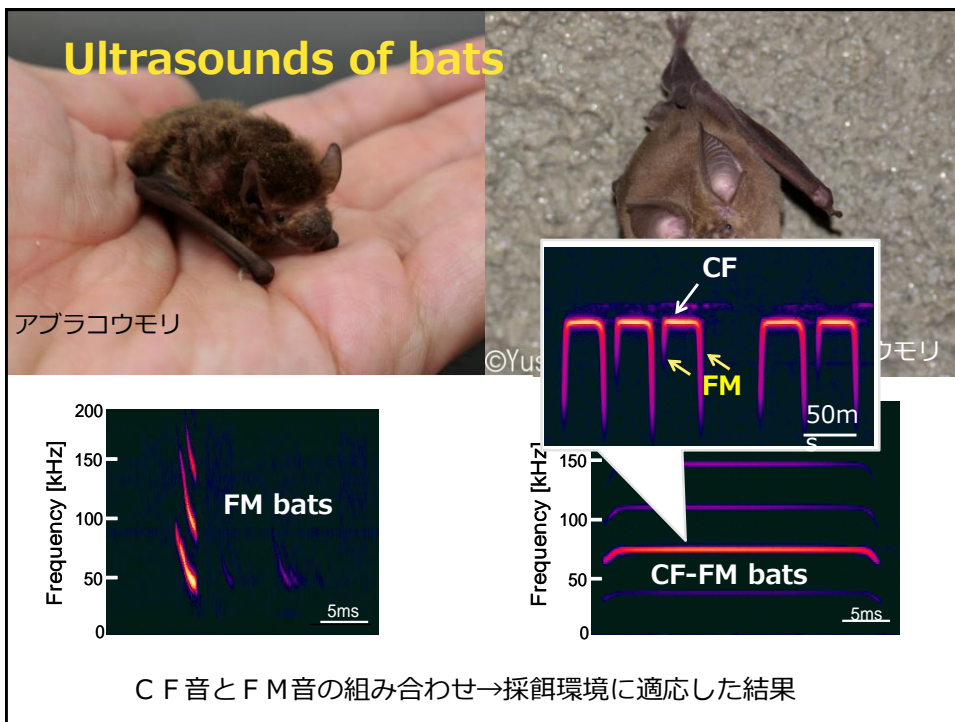 Ultrasounds of bats
アブラコウモリ
CF
FM
50m
s
©Yus
ウモリ
200
150
100
50
0
Frequency [kHz]
FM bats
5ms
150
100
50
0
Frequency [kHz]
CF-FM bats
5ms
ＣＦ音とＦＭ音の組み合わせ→採餌環境に適応した結果